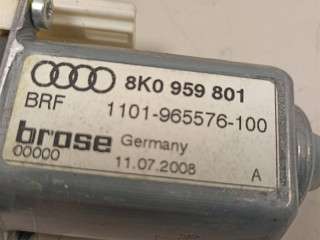 8K0 959 801
BRF 1101-965576-100
brose Germany
00000 11.07.2008 A